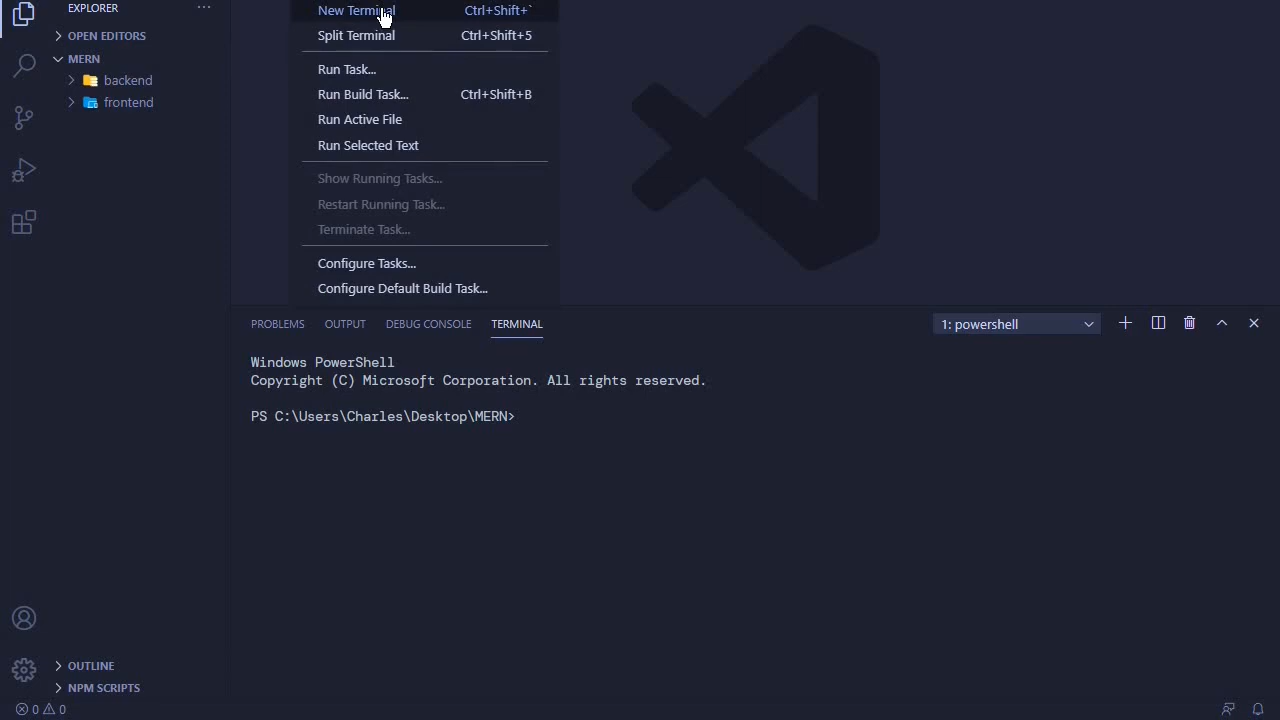 EXPLORER
OPEN EDITORS
MERN
backend
frontend
OUTLINE
NPM SCRIPTS
New Terminal Ctrl+Shift+`
Split Terminal Ctrl+Shift+5
Run Task...
Run Build Task... Ctrl+Shift+B
Run Active File
Run Selected Text
Show Running Tasks...
Restart Running Task...
Terminate Task...
Configure Tasks...
Configure Default Build Task...
PROBLEMS OUTPUT DEBUG CONSOLE TERMINAL 1: powershell
Windows PowerShell
Copyright (C) Microsoft Corporation. All rights reserved.
PS C:\Users\Charles\Desktop\MERN>
0 0